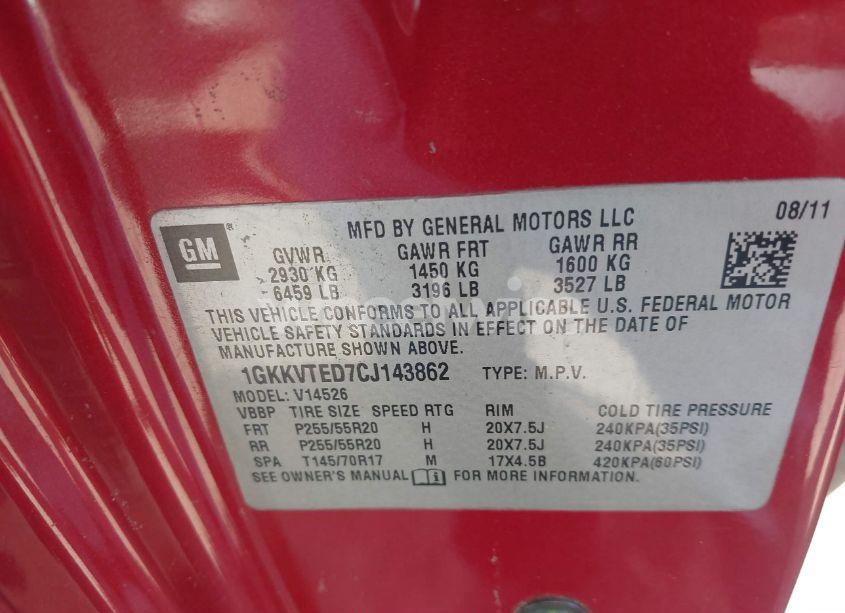 GM
MFD BY GENERAL MOTORS LLC 08/11
GVWR GAWR FRT GAWR RR
2930 KG 1450 KG 1600 KG
6459 LB 3196 LB 3527 LB
THIS VEHICLE CONFORMS TO ALL APPLICABLE U.S. FEDERAL MOTOR
VEHICLE SAFETY STANDARDS IN EFFECT ON THE DATE OF
MANUFACTURE SHOWN ABOVE.
1GKKVTED7CJ143862 TYPE: M.P.V.
MODEL: V14526
VBBP TIRE SIZE SPEED RTG RIM COLD TIRE PRESSURE
FRT P255/55R20 H 20X7.5J 240KPA(35PSI)
RR P255/55R20 H 20X7.5J 240KPA(35PSI)
SPA T145/70R17 M 17X4.5B 420KPA(60PSI)
SEE OWNER'S MANUAL FOR MORE INFORMATION.